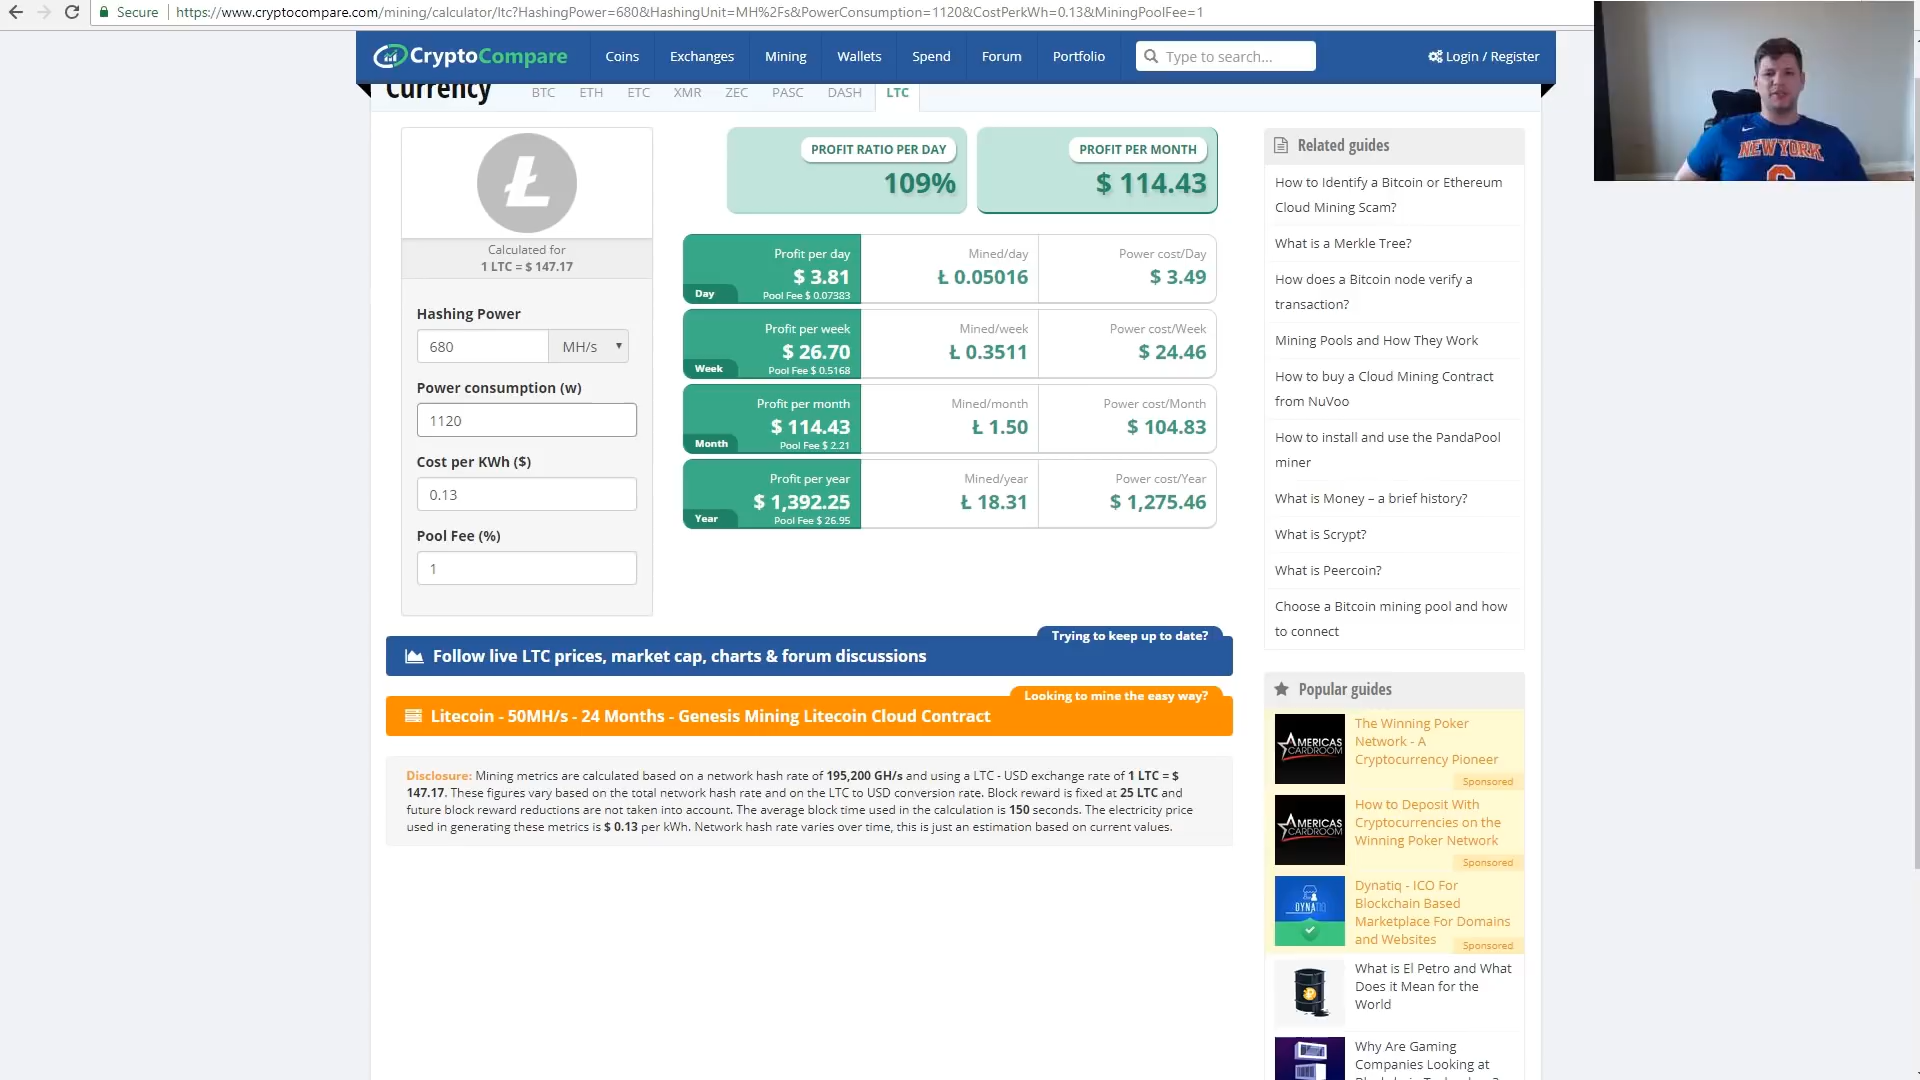 Secure
https://www.cryptocompare.com/mining/calculator/ltc?HashingPower=680&HashingUnit=MH%2Fs&PowerConsumption=1120&CostPerkWh=0.13&MiningPoolFee=1
CryptoCompare
Coins
Exchanges
Mining
Wallets
Spend
Forum
Portfolio
Type to search...
Login / Register
Currency
BTC
ETH
ETC
XMR
ZEC
PASC
DASH
LTC
Calculated for
1 LTC = $ 147.17
Hashing Power
680
MH/s
Power consumption (w)
1120
Cost per KWh ($)
0.13
Pool Fee (%)
1
PROFIT RATIO PER DAY
109%
PROFIT PER MONTH
$ 114.43
Profit per day
$ 3.81
Day
Pool Fee $ 0.07383
Mined/day
Ł 0.05016
Power cost/Day
$ 3.49
Profit per week
$ 26.70
Week
Pool Fee $ 0.5168
Mined/week
Ł 0.3511
Power cost/Week
$ 24.46
Profit per month
$ 114.43
Month
Pool Fee $ 2.21
Mined/month
Ł 1.50
Power cost/Month
$ 104.83
Profit per year
$ 1,392.25
Year
Pool Fee $ 26.95
Mined/year
Ł 18.31
Power cost/Year
$ 1,275.46
Trying to keep up to date?
Follow live LTC prices, market cap, charts & forum discussions
Looking to mine the easy way?
Litecoin - 50MH/s - 24 Months - Genesis Mining Litecoin Cloud Contract
Disclosure: Mining metrics are calculated based on a network hash rate of 195,200 GH/s and using a LTC - USD exchange rate of 1 LTC = $
147.17. These figures vary based on the total network hash rate and on the LTC to USD conversion rate. Block reward is fixed at 25 LTC and
future block reward reductions are not taken into account. The average block time used in the calculation is 150 seconds. The electricity price
used in generating these metrics is $ 0.13 per kWh. Network hash rate varies over time, this is just an estimation based on current values.
Related guides
How to Identify a Bitcoin or Ethereum
Cloud Mining Scam?
What is a Merkle Tree?
How does a Bitcoin node verify a
transaction?
Mining Pools and How They Work
How to buy a Cloud Mining Contract
from NuVoo
How to install and use the PandaPool
miner
What is Money – a brief history?
What is Scrypt?
What is Peercoin?
Choose a Bitcoin mining pool and how
to connect
Popular guides
AMERICAS
CARDROOM
The Winning Poker
Network - A
Cryptocurrency Pioneer
Sponsored
AMERICAS
CARDROOM
How to Deposit With
Cryptocurrencies on the
Winning Poker Network
Sponsored
Dynatiq - ICO For
Blockchain Based
Marketplace For Domains
and Websites
Sponsored
What is El Petro and What
Does it Mean for the
World
Why Are Gaming
Companies Looking at
NEW YORK